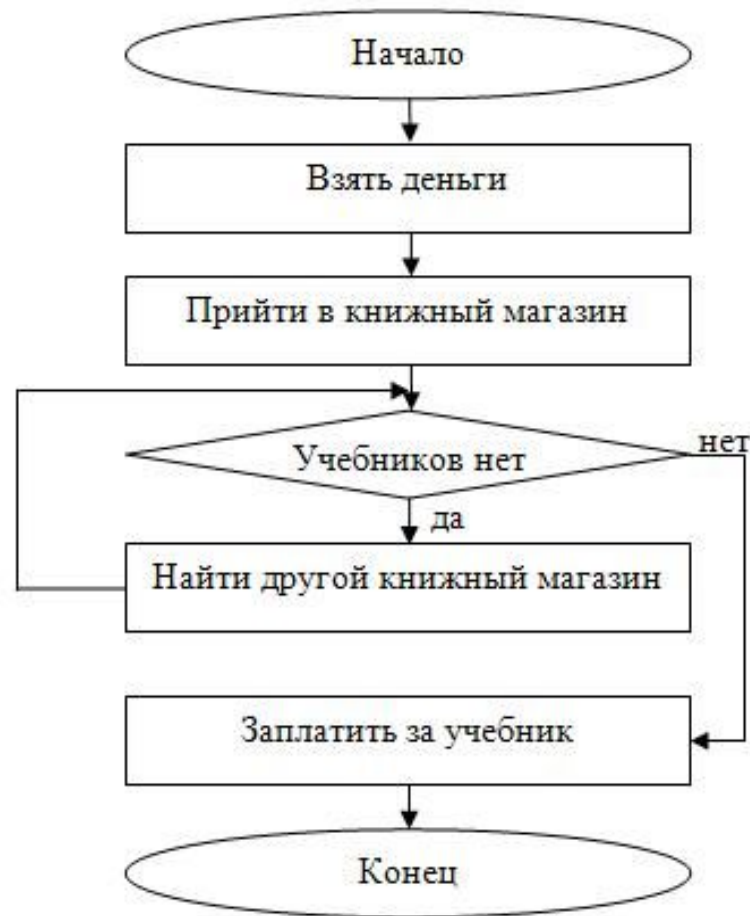 Начало
Взять деньги
Прийти в книжный магазин
Учебников нет
нет
да
Найти другой книжный магазин
Заплатить за учебник
Конец